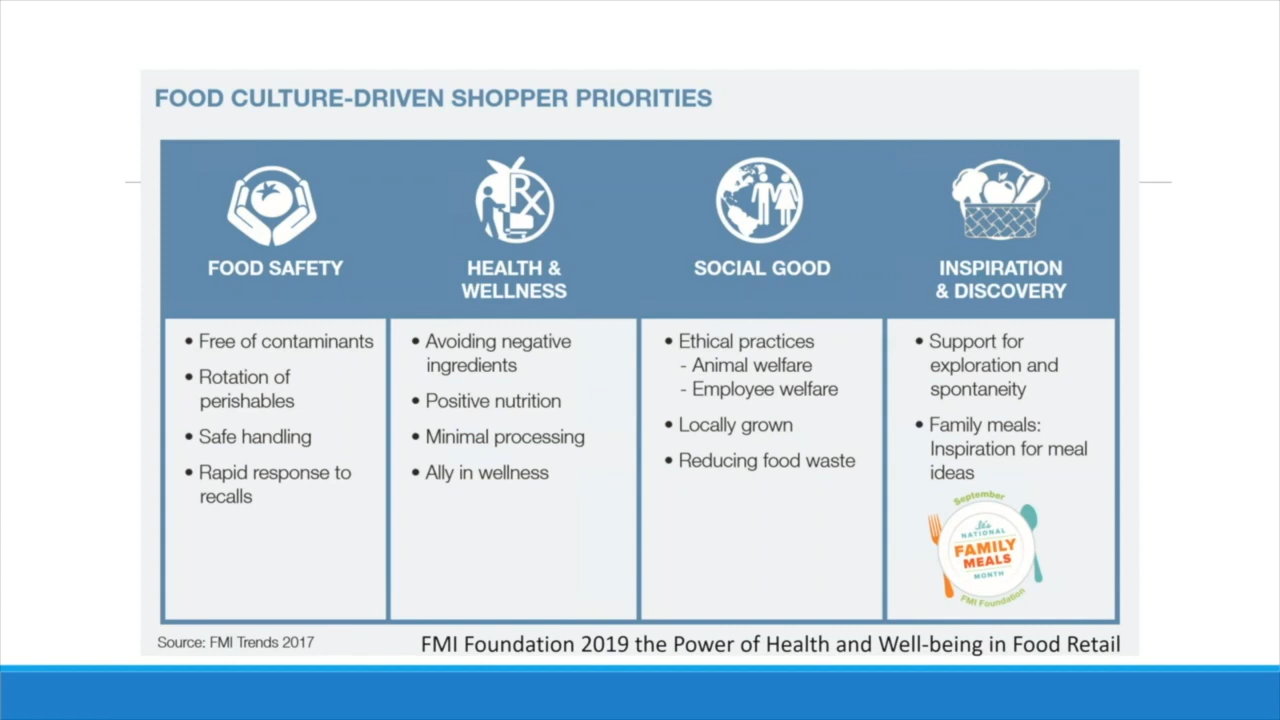 FOOD CULTURE-DRIVEN SHOPPER PRIORITIES
Rx
FOOD SAFETY
• Free of contaminants
• Rotation of
perishables
• Safe handling
• Rapid response to
recalls
HEALTH &
WELLNESS
• Avoiding negative
ingredients
• Positive nutrition
• Minimal processing
• Ally in wellness
SOCIAL GOOD
• Ethical practices
- Animal welfare
- Employee welfare
• Locally grown
• Reducing food waste
INSPIRATION
& DISCOVERY
• Support for
exploration and
spontaneity
• Family meals:
Inspiration for meal
ideas
September
It's
NATIONAL
FAMILY
MEALS
MONTH
FMI Foundation
Source: FMI Trends 2017
FMI Foundation 2019 the Power of Health and Well-being in Food Retail